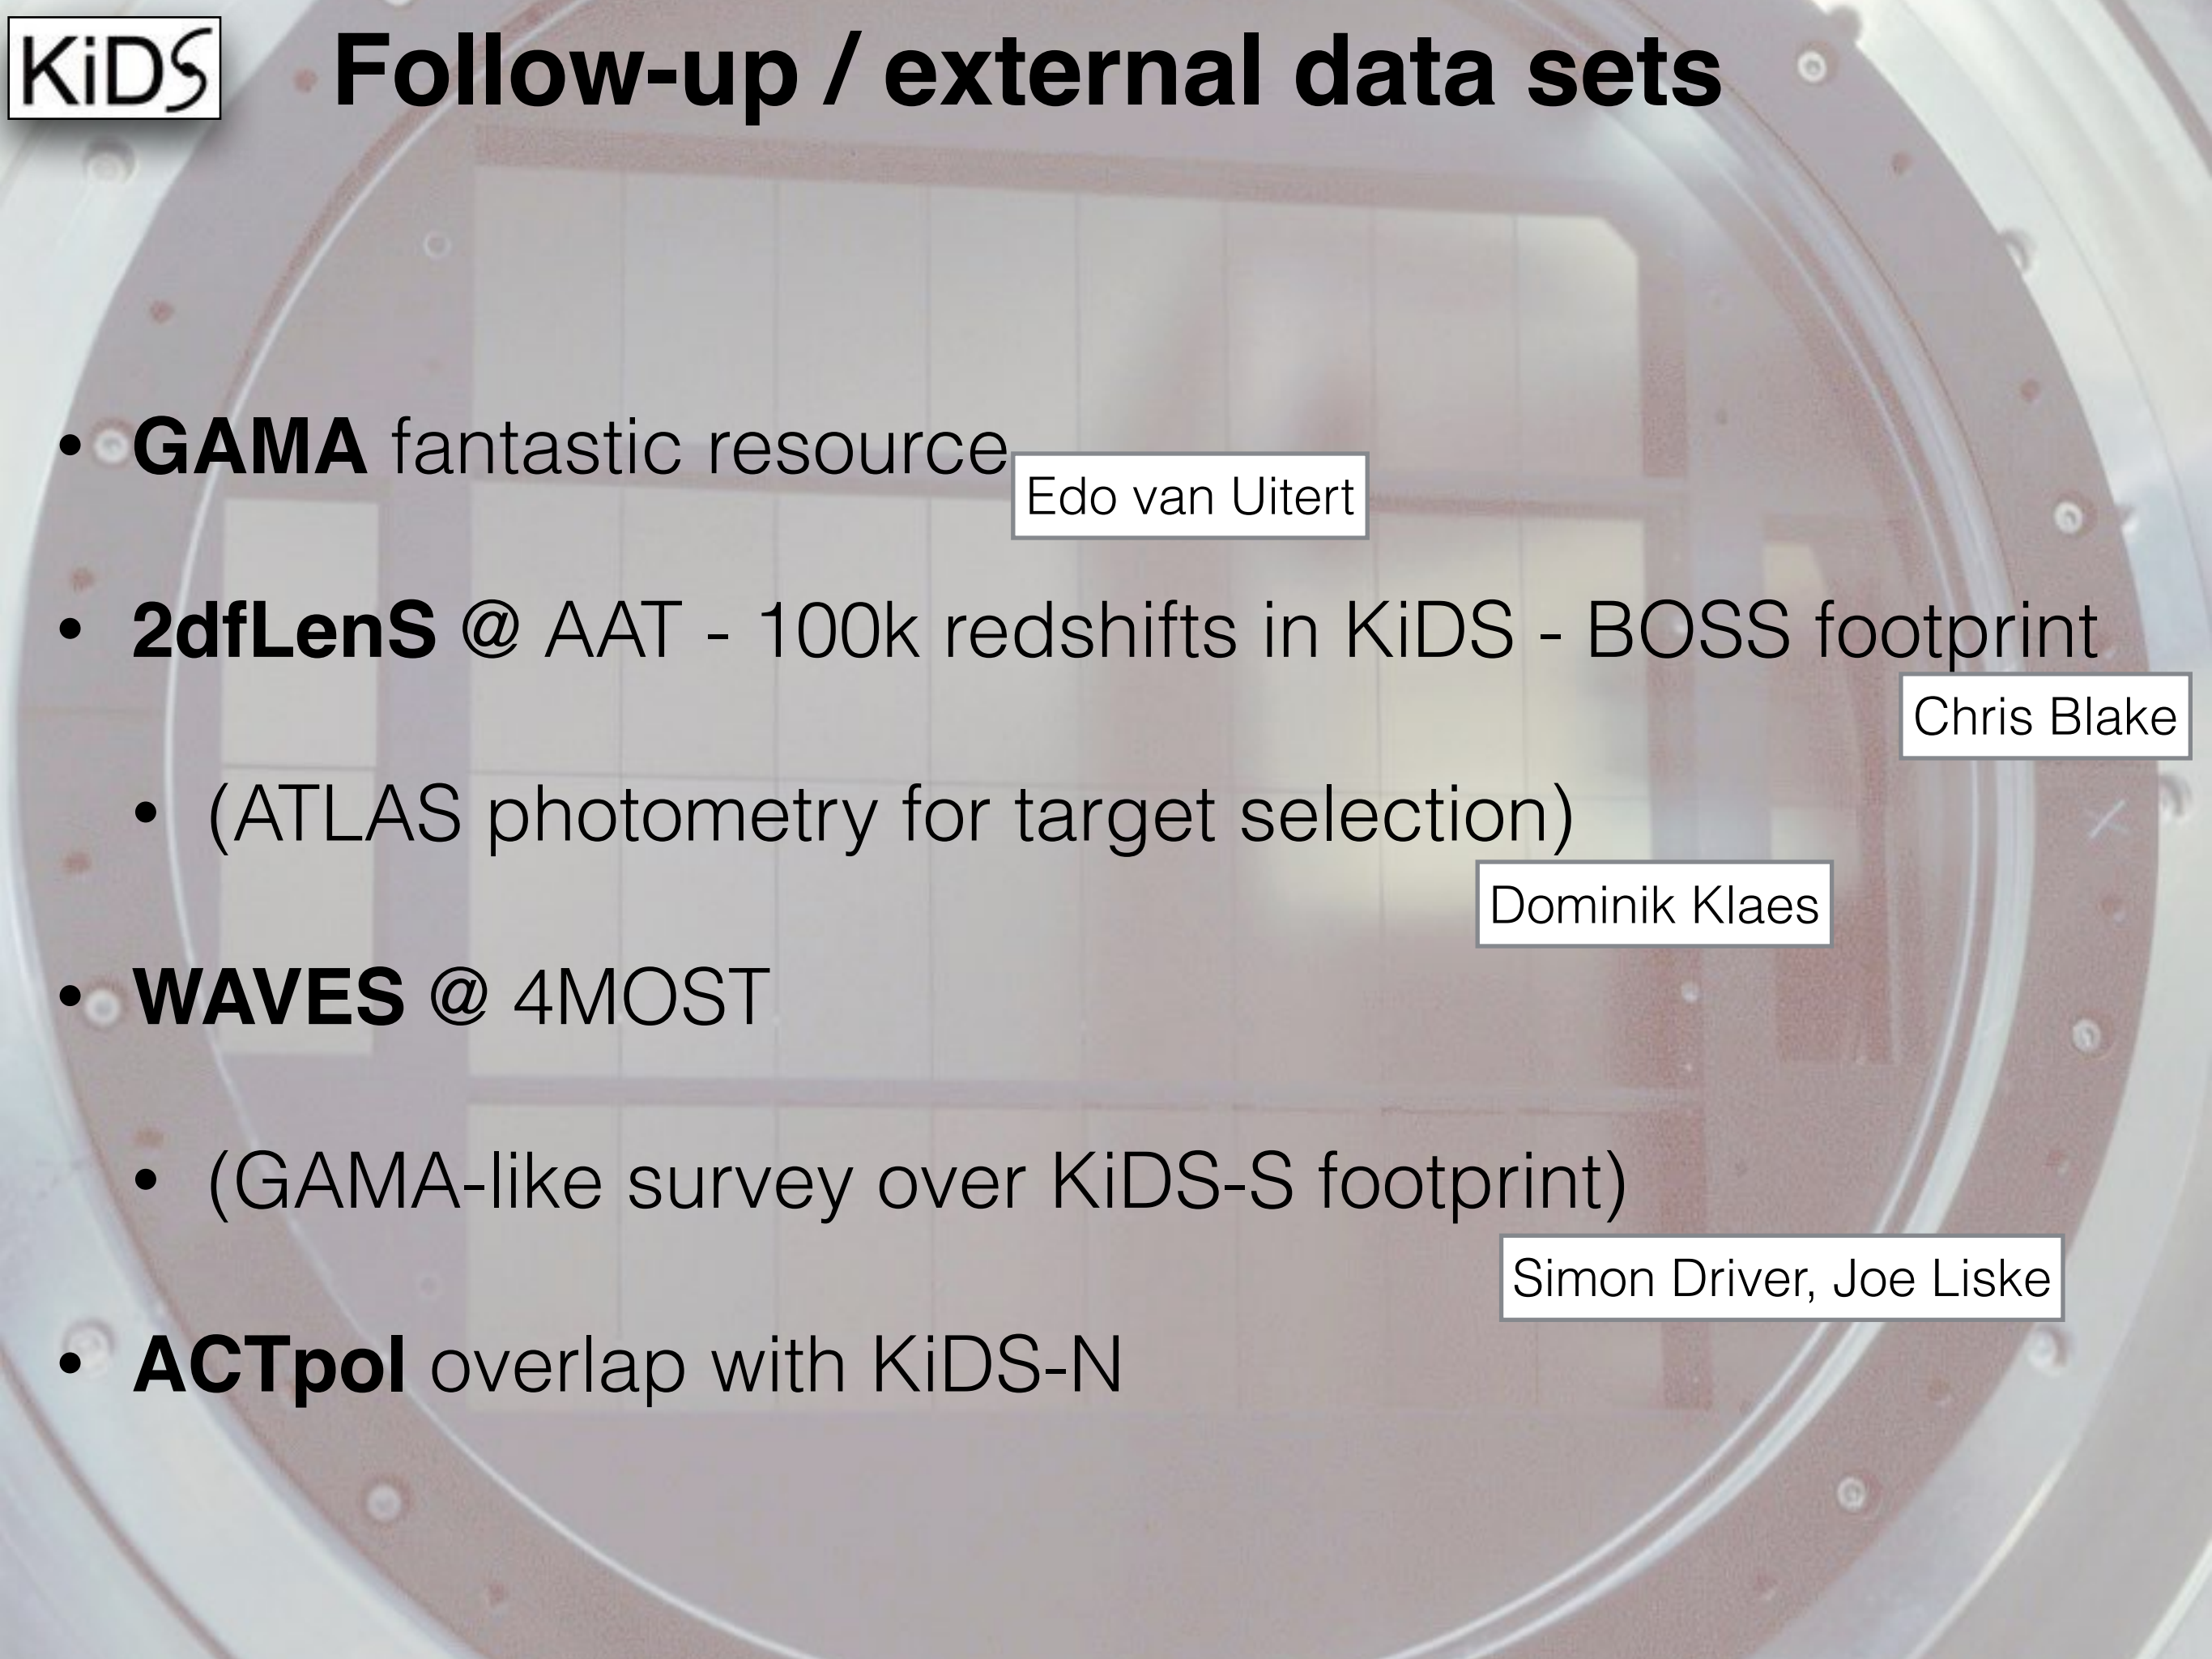 KiDS
Follow-up / external data sets
• GAMA fantastic resource
Edo van Uitert
• 2dfLenS @ AAT - 100k redshifts in KiDS - BOSS footprint
Chris Blake
• (ATLAS photometry for target selection)
Dominik Klaes
• WAVES @ 4MOST
• (GAMA-like survey over KiDS-S footprint)
Simon Driver, Joe Liske
• ACTpol overlap with KiDS-N